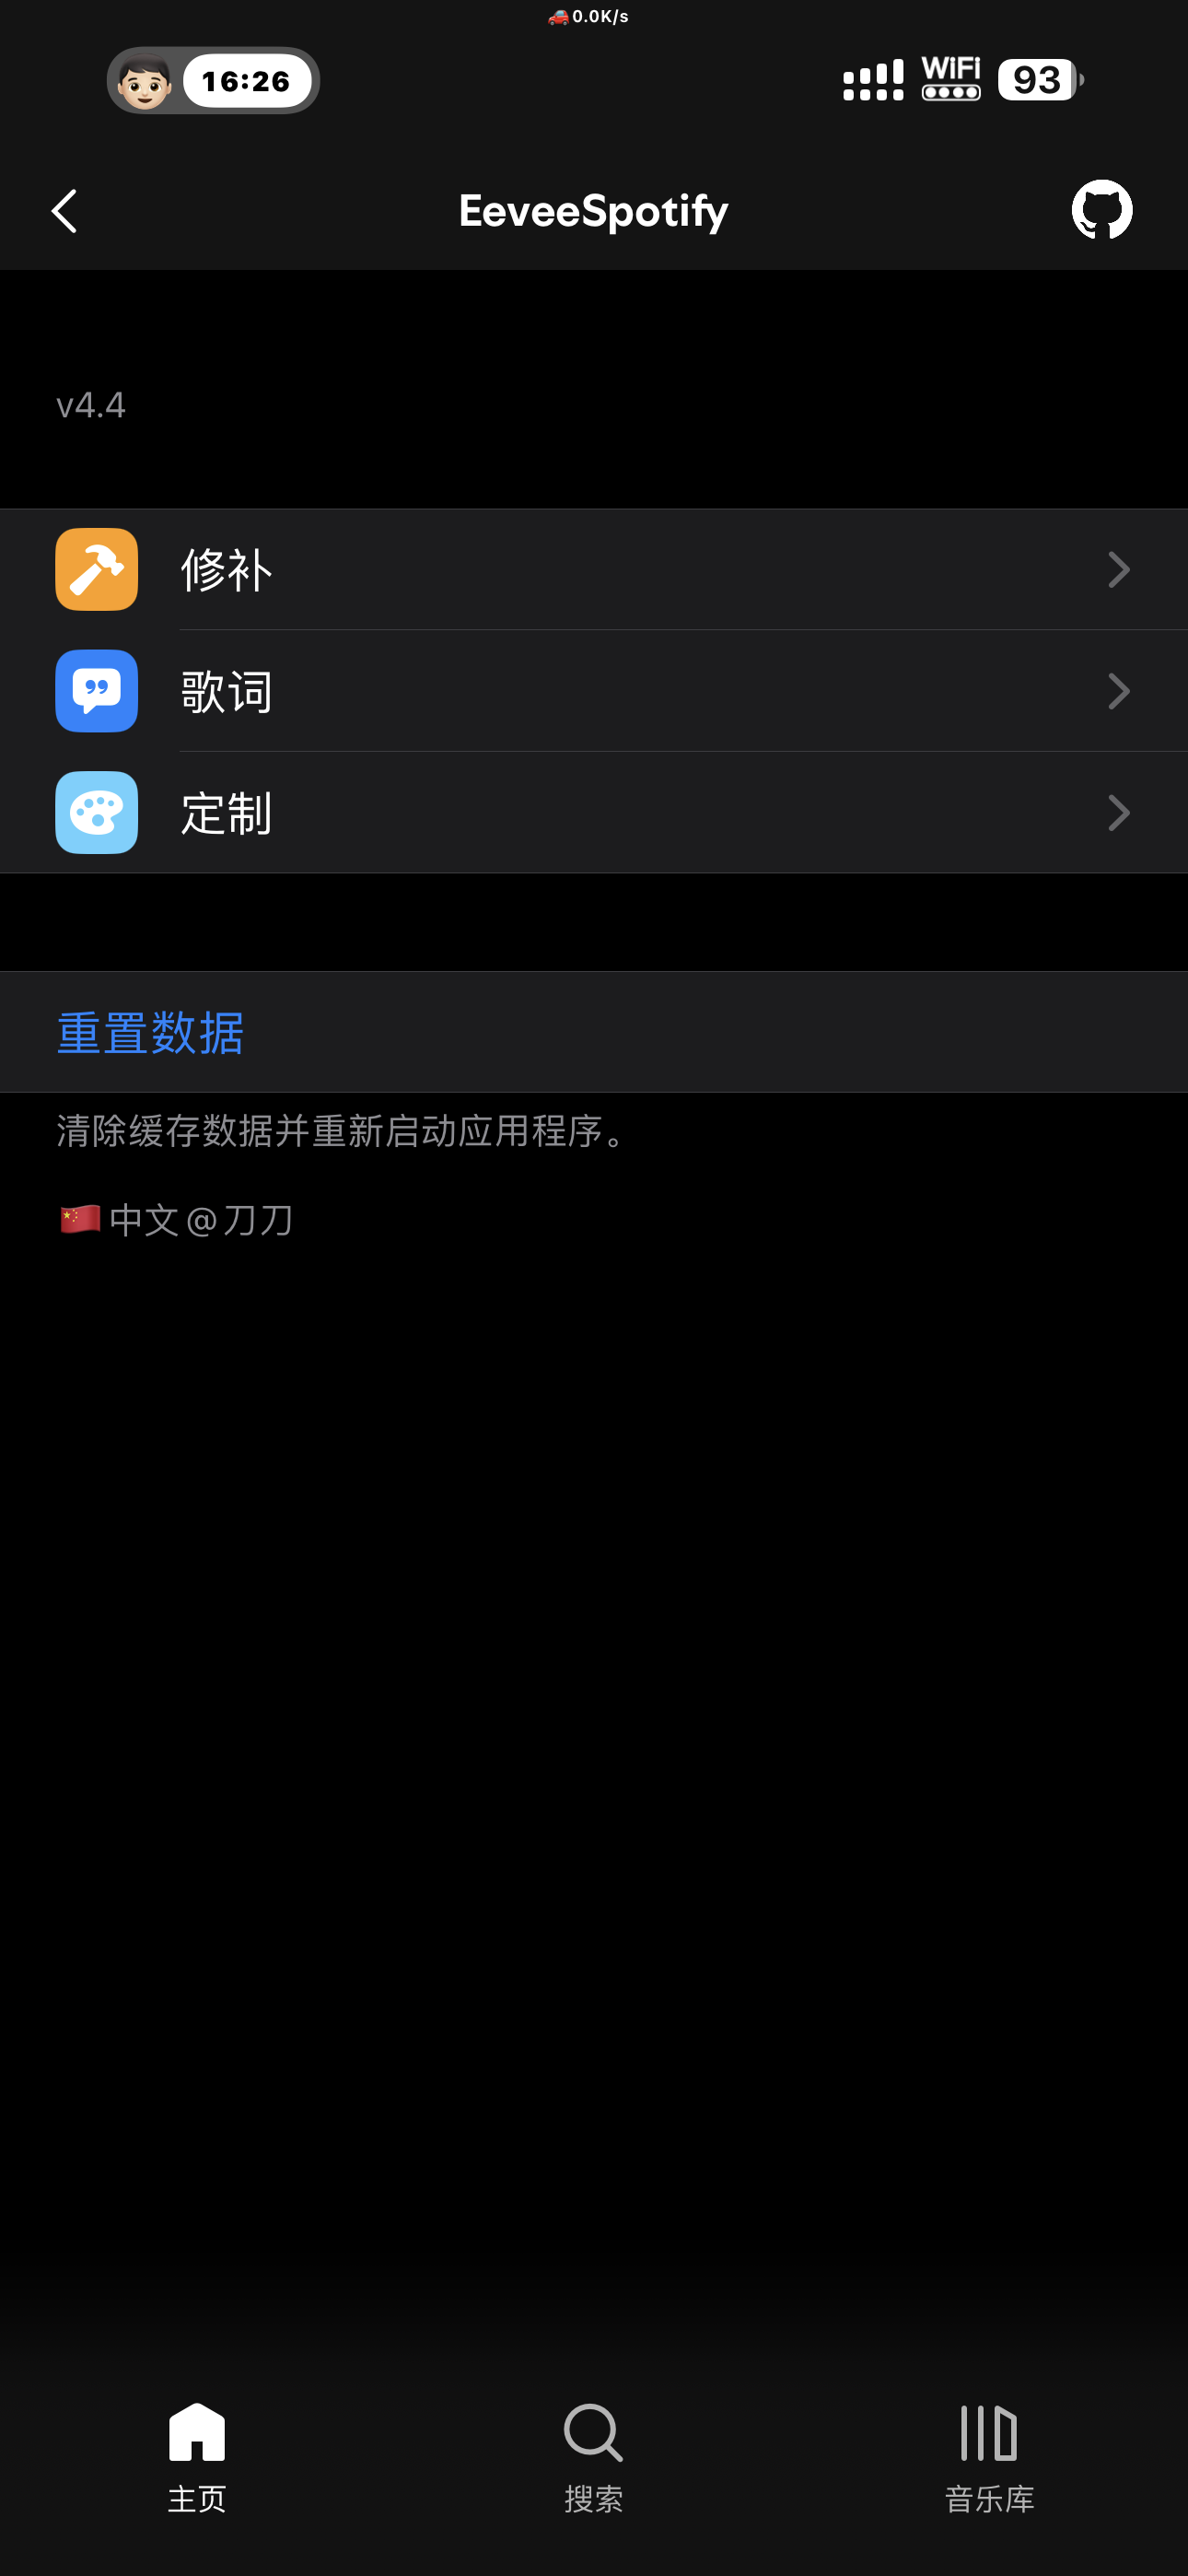 🚗0.0K/s
16:26
WiFi
93
EeveeSpotify
v4.4
修补
歌词
定制
重置数据
清除缓存数据并重新启动应用程序。
🇨🇳中文@刀刀
主页
搜索
音乐库